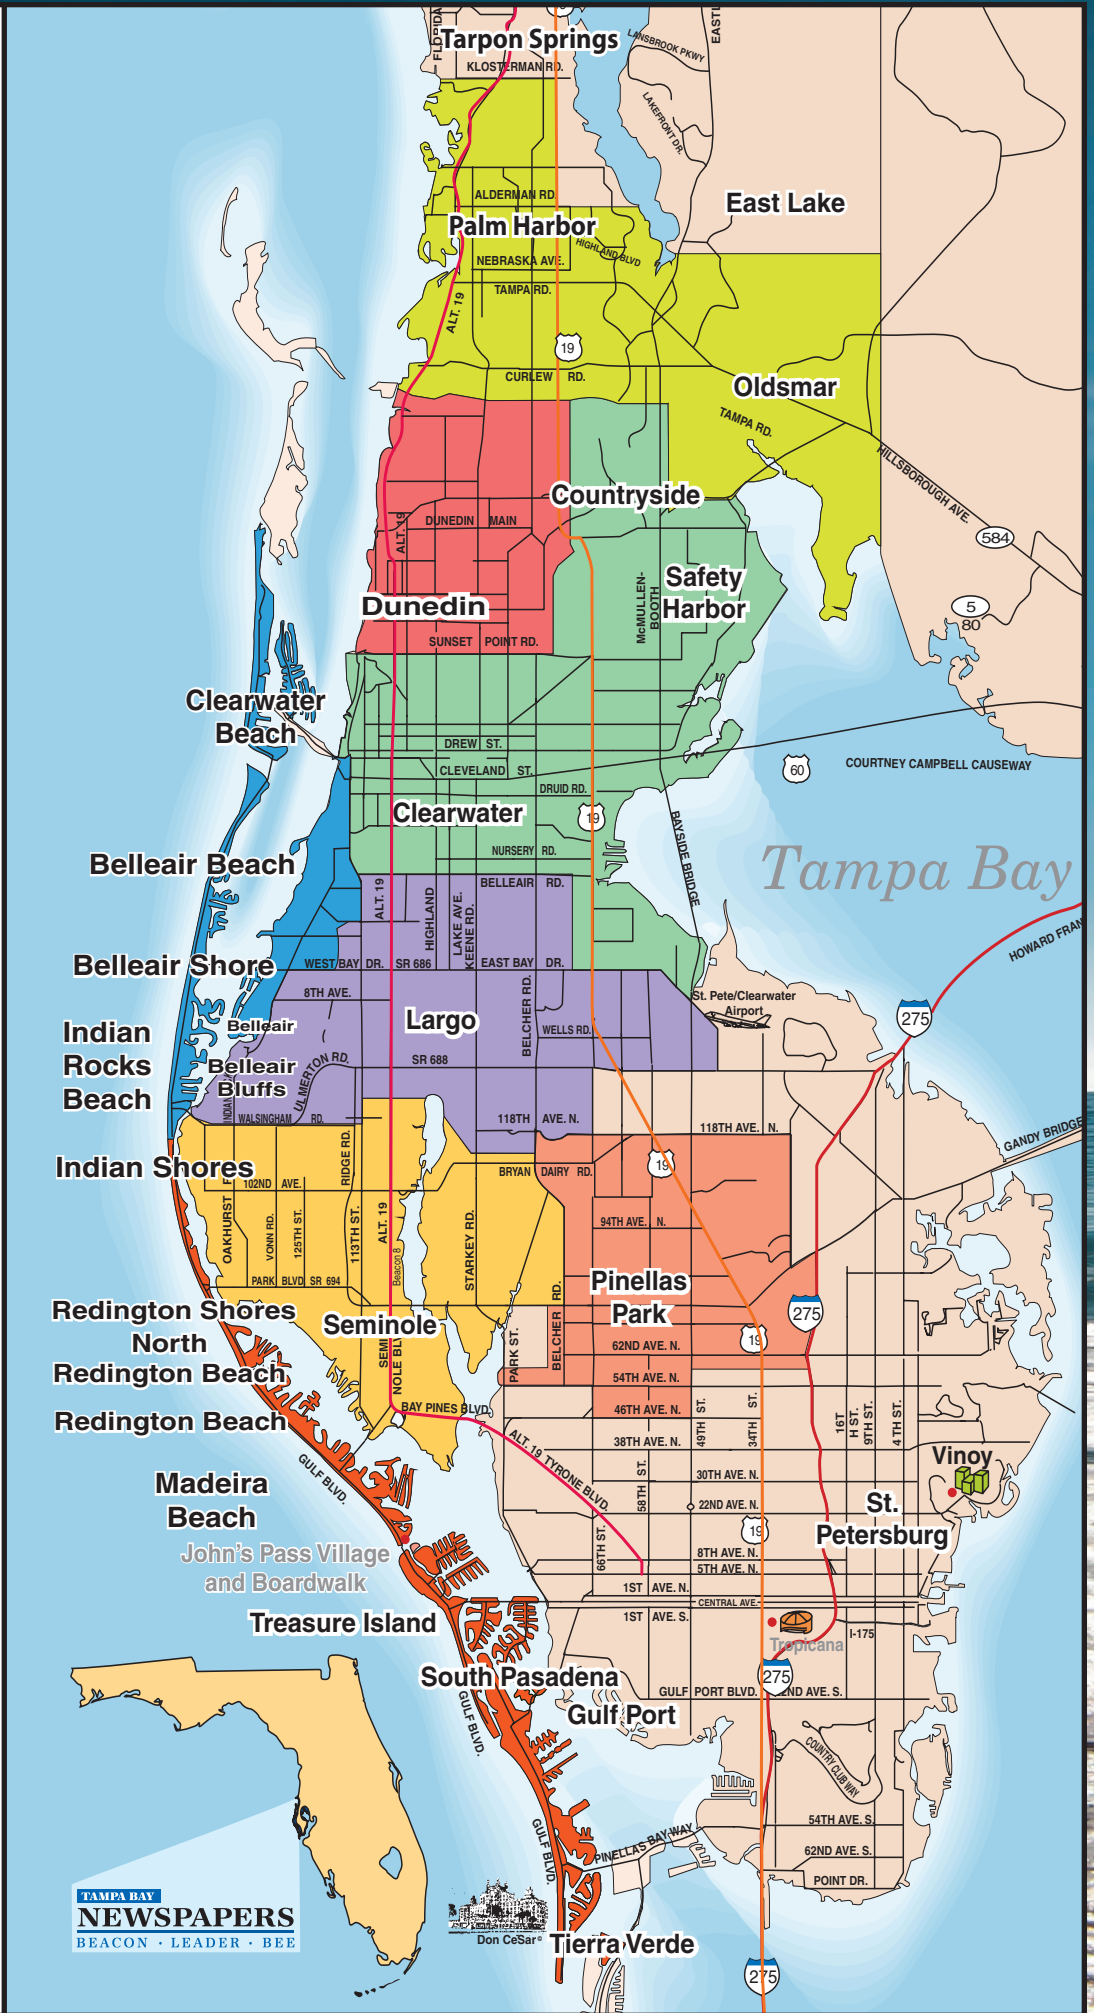 FLORIDA
Tarpon Springs
KLOSTERMAN RD.
LANSBROOK PKWY
LAKEFRONT DR.
ALDERMAN RD.
East Lake
Palm Harbor
HIGHLAND BLVD
NEBRASKA AVE.
TAMPA RD.
ALT. 19
19
CURLEW RD.
Oldsmar
TAMPA RD.
HILLSBOROUGH AVE.
Countryside
DUNEDIN MAIN
ALT. 19
584
Safety
Harbor
McMULLEN-
BOOTH
5
80
Dunedin
SUNSET POINT RD.
Clearwater
Beach
DREW ST.
CLEVELAND ST.
60
COURTNEY CAMPBELL CAUSEWAY
DRUID RD.
Clearwater
19
BAYSIDE BRIDGE
NURSERY RD.
Tampa Bay
Belleair Beach
BELLEAIR RD.
ALT. 19
HIGHLAND
LAKE AVE.
KEENE RD.
HOWARD FRAN
Belleair Shore
WEST BAY DR. SR 686 EAST BAY DR.
8TH AVE.
St. Pete/Clearwater
Airport
275
Indian
Rocks
Beach
Belleair
Largo
BELCHER RD.
WELLS RD.
SR 688
Belleair
Bluffs
ULMERTON RD.
WALSINGHAM RD.
118TH AVE. N.
118TH AVE. N.
GANDY BRIDGE
Indian Shores
RIDGE RD.
102ND AVE.
BRYAN DAIRY RD.
19
OAKHURST
VONN RD.
125TH ST.
113TH ST.
ALT. 19
Beacon 8
STARKEY RD.
94TH AVE. N.
PARK BLVD SR 694
Pinellas
Park
275
Redington Shores
North
Redington Beach
Seminole
PARK ST.
BELCHER RD.
62ND AVE. N.
19
54TH AVE. N.
Redington Beach
BAY PINES BLVD.
46TH AVE. N.
49TH ST.
34TH ST.
16T
H ST.
9TH ST.
4 TH ST.
38TH AVE. N.
ALT. 19 TYRONE BLVD.
GULF BLVD.
Vinoy
30TH AVE. N.
58TH ST.
Madeira
Beach
22ND AVE. N.
St.
Petersburg
19
66TH ST.
John's Pass Village
and Boardwalk
8TH AVE. N.
5TH AVE. N.
1ST AVE. N.
CENTRAL AVE.
1ST AVE. S.
Treasure Island
Tropicana
I-175
275
South Pasadena
GULF PORT BLVD.
Gulf Port
GULF BLVD.
COUNTRY CLUB WAY
54TH AVE. S.
PINELLAS BAY WAY
62ND AVE. S.
GULF BLVD.
POINT DR.
TAMPA BAY
NEWSPAPERS
BEACON · LEADER · BEE
Don CeSar
Tierra Verde
275